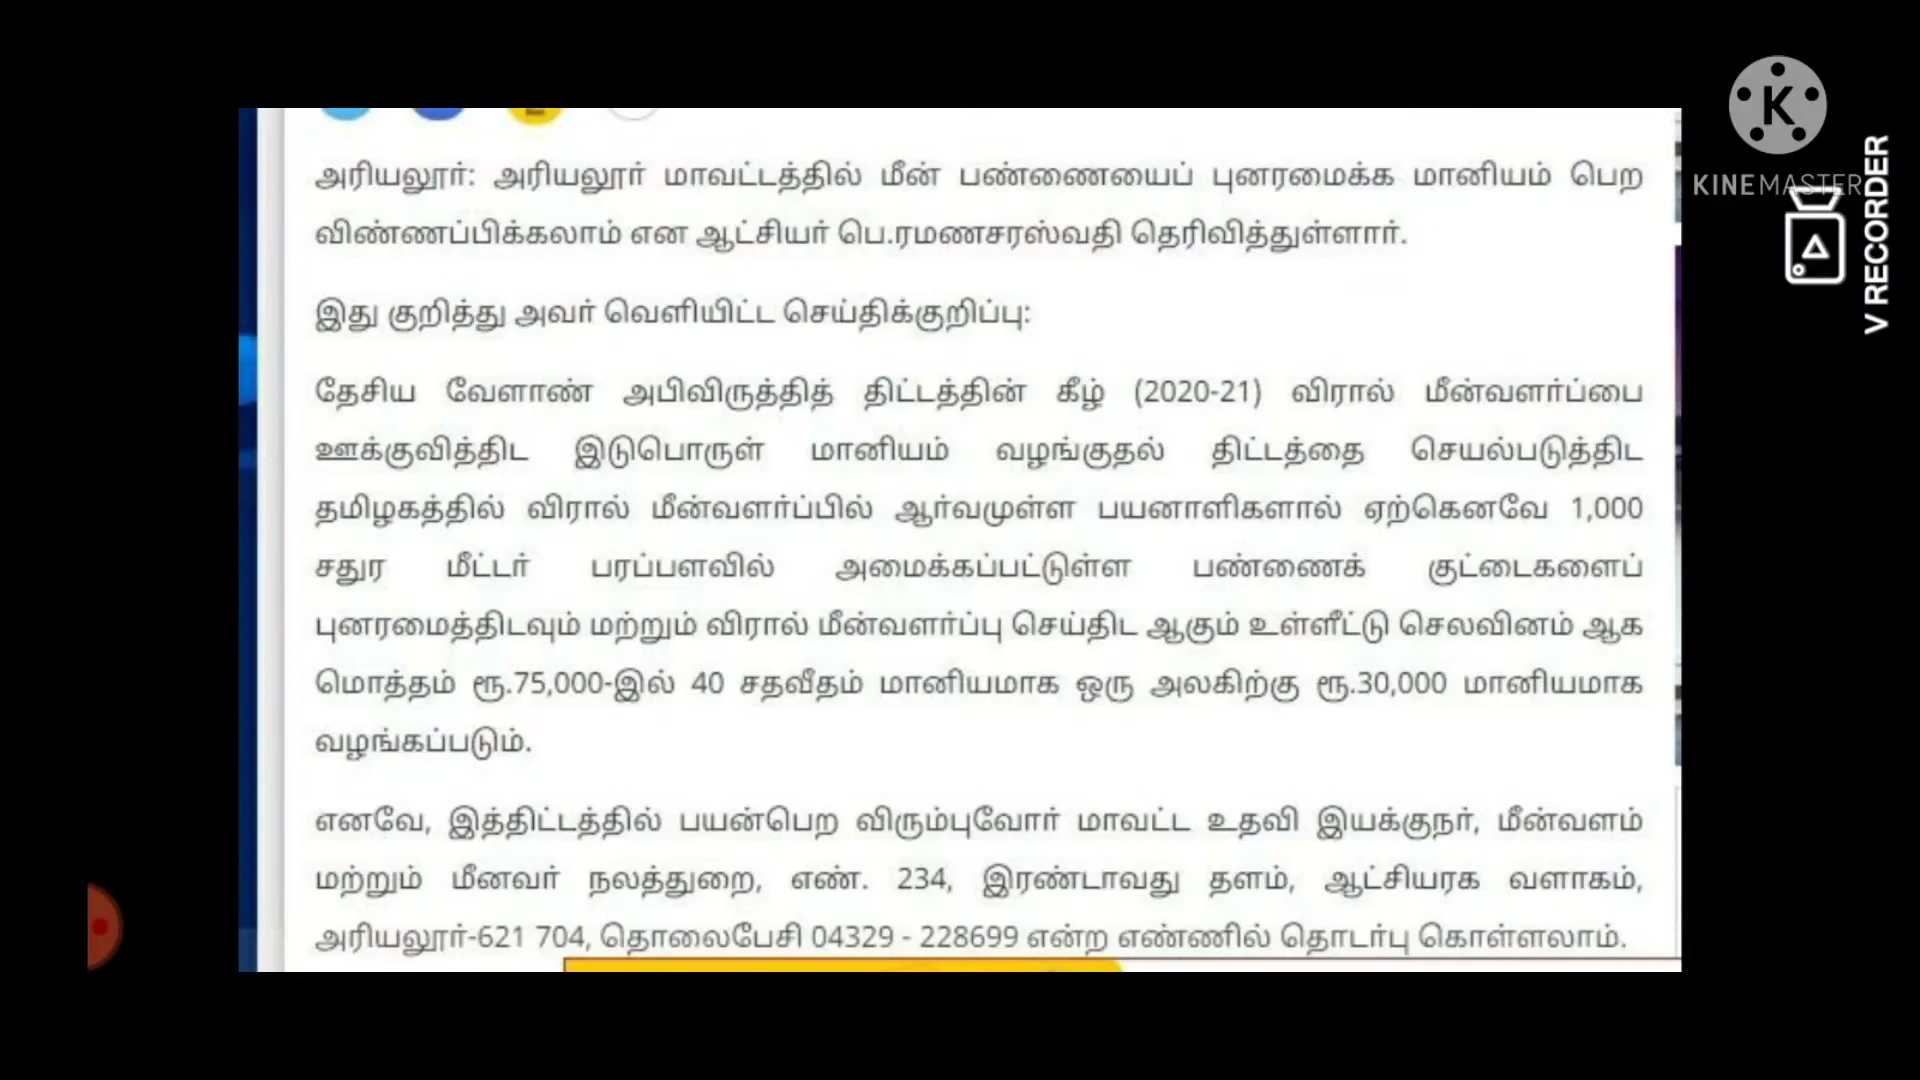 அரியலூர்: அரியலூர் மாவட்டத்தில் மீன் பண்ணையைப் புனரமைக்க மானியம் பெற
விண்ணப்பிக்கலாம் என ஆட்சியர் பெ.ரமணசரஸ்வதி தெரிவித்துள்ளார்.
இது குறித்து அவர் வெளியிட்ட செய்திக்குறிப்பு:
தேசிய வேளாண் அபிவிருத்தித் திட்டத்தின் கீழ் (2020-21) விரால் மீன்வளர்ப்பை
ஊக்குவித்திட இடுபொருள் மானியம் வழங்குதல் திட்டத்தை செயல்படுத்திட
தமிழகத்தில் விரால் மீன்வளர்ப்பில் ஆர்வமுள்ள பயனாளிகளால் ஏற்கெனவே 1,000
சதுர மீட்டர் பரப்பளவில் அமைக்கப்பட்டுள்ள பண்ணைக் குட்டைகளைப்
புனரமைத்திடவும் மற்றும் விரால் மீன்வளர்ப்பு செய்திட ஆகும் உள்ளீட்டு செலவினம் ஆக
மொத்தம் ரூ.75,000-இல் 40 சதவீதம் மானியமாக ஒரு அலகிற்கு ரூ.30,000 மானியமாக
வழங்கப்படும்.
எனவே, இத்திட்டத்தில் பயன்பெற விரும்புவோர் மாவட்ட உதவி இயக்குநர், மீன்வளம்
மற்றும் மீனவர் நலத்துறை, எண். 234, இரண்டாவது தளம், ஆட்சியரக வளாகம்,
அரியலூர்-621 704, தொலைபேசி 04329 - 228699 என்ற எண்ணில் தொடர்பு கொள்ளலாம்.
K
KINEMASTER
V RECORDER